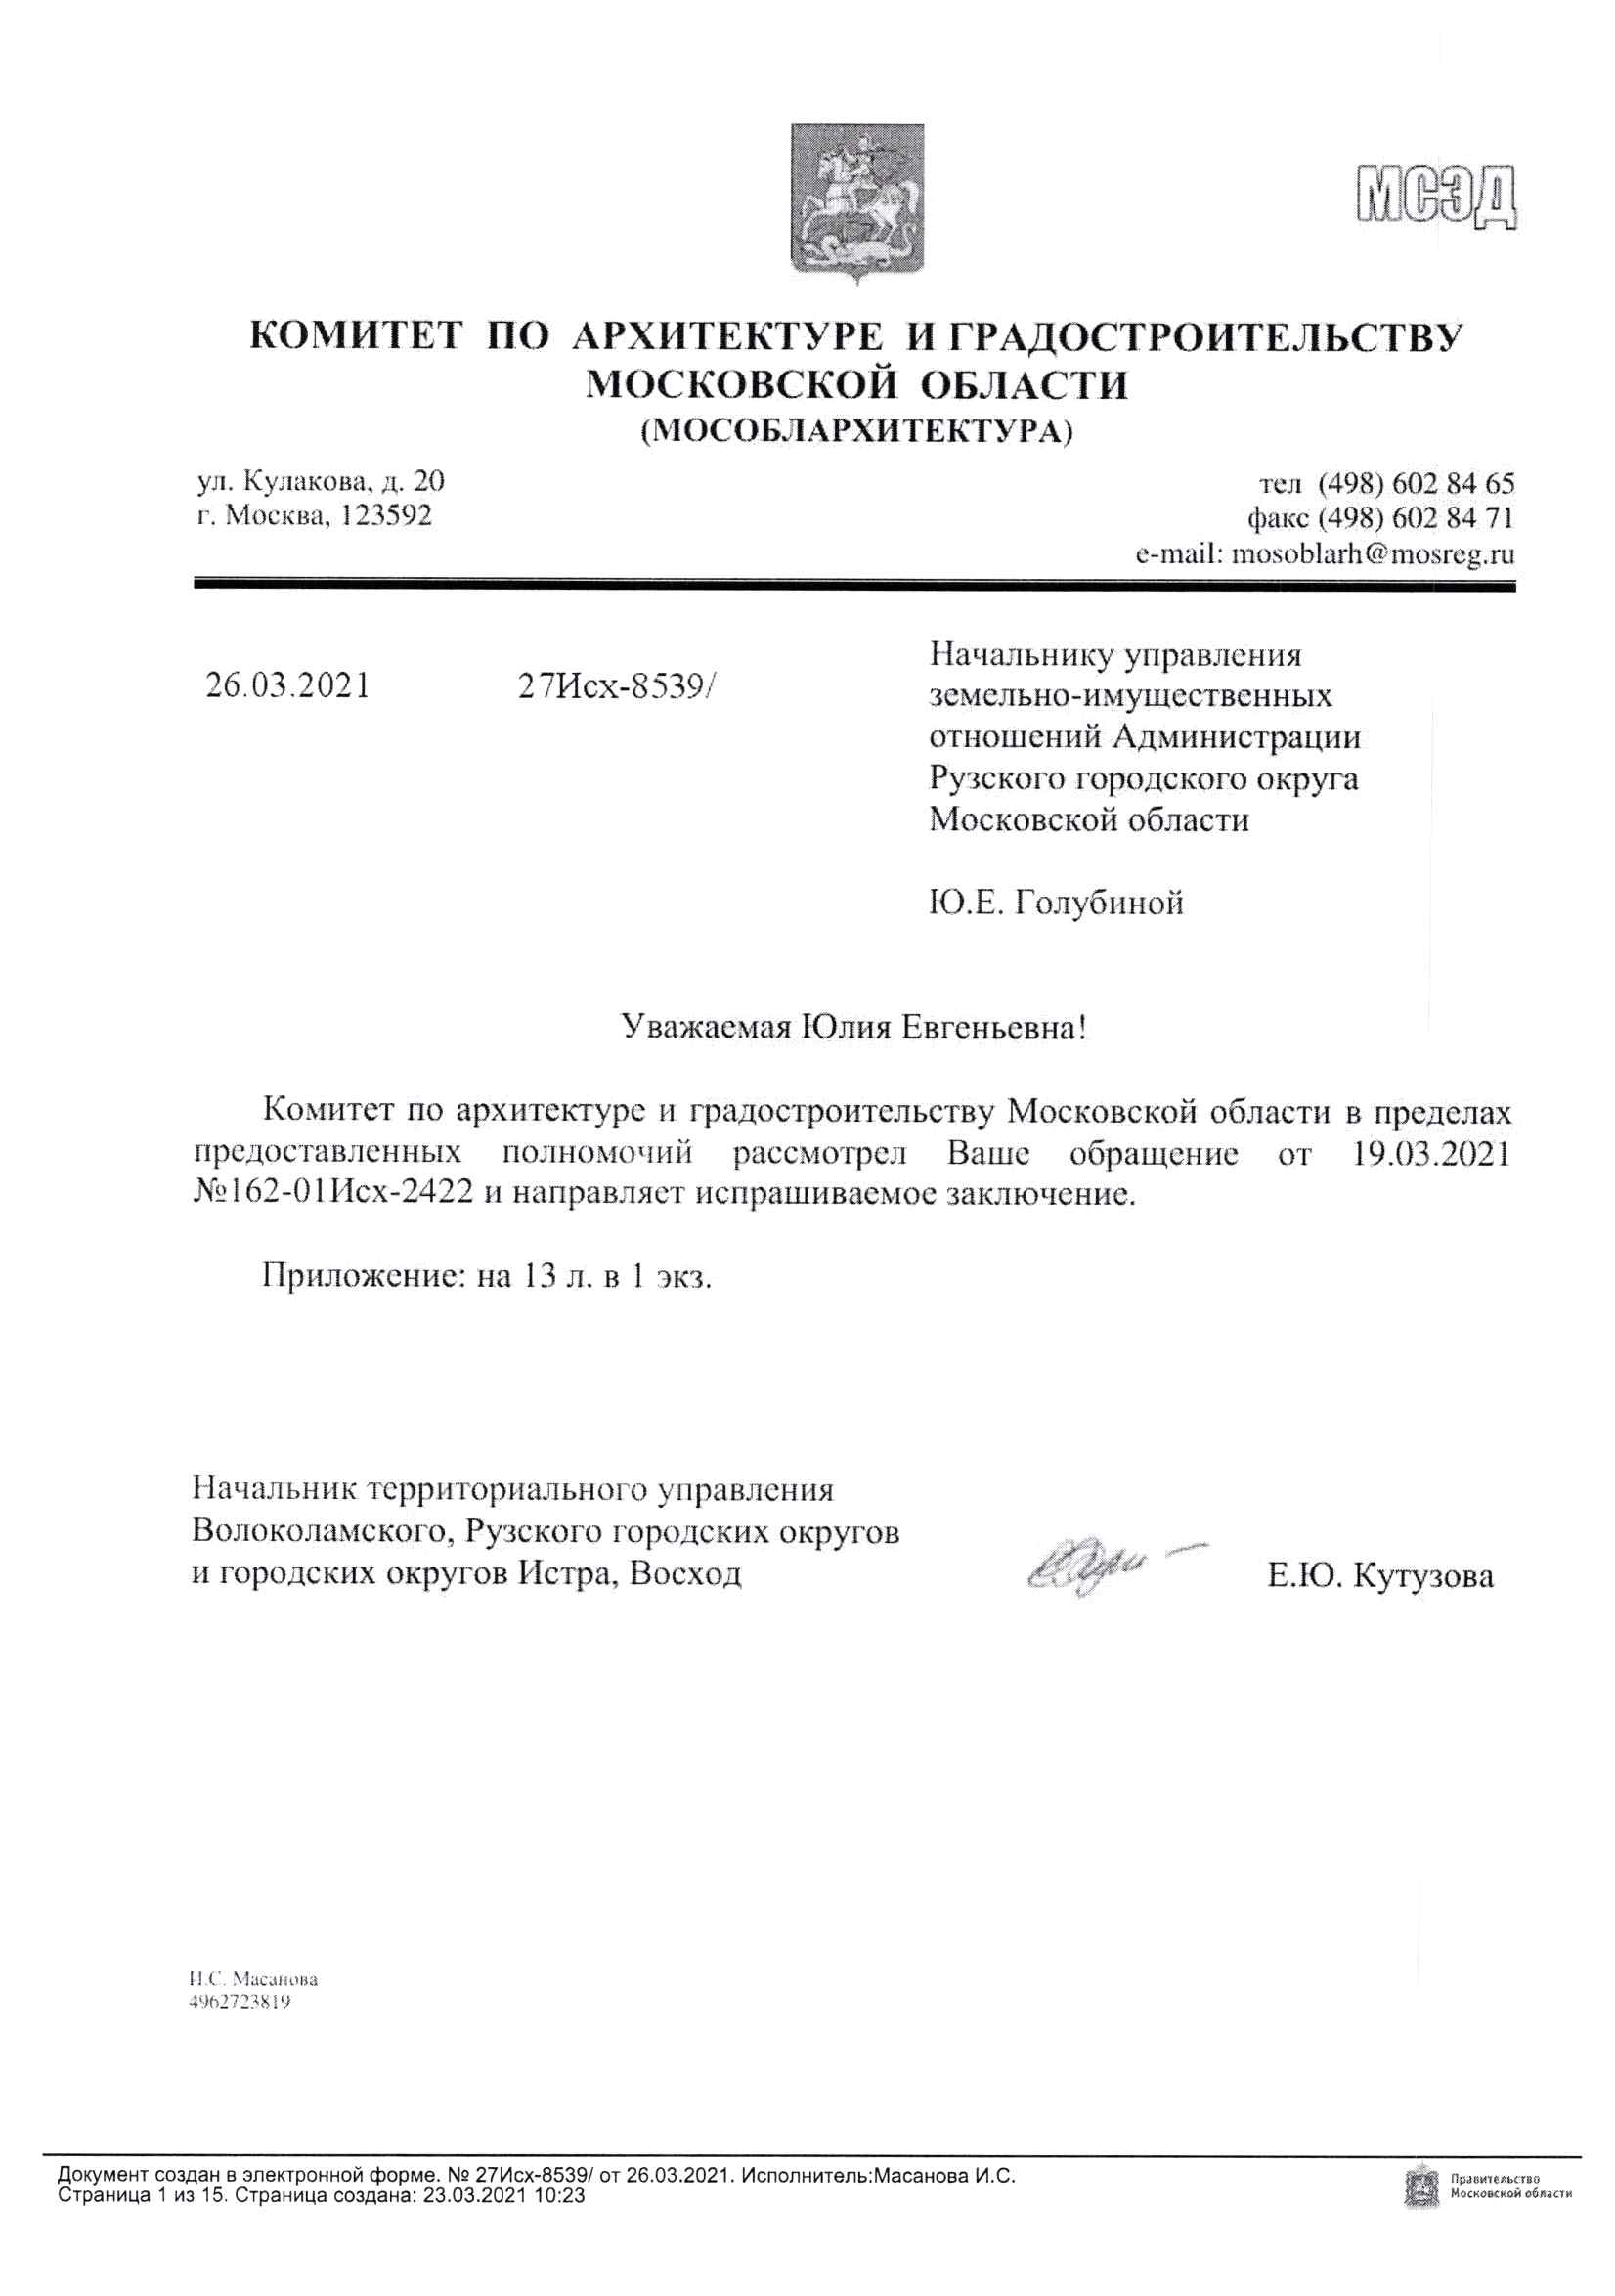 МСЭД
КОМИТЕТ ПО АРХИТЕКТУРЕ И ГРАДОСТРОИТЕЛЬСТВУ
МОСКОВСКОЙ ОБЛАСТИ
(МОСОБЛАРХИТЕКТУРА)
ул. Кулакова, д. 20
г. Москва, 123592
тел (498) 602 84 65
факс (498) 602 84 71
e-mail: mosoblarh@mosreg.ru
26.03.2021 27Исх-8539/
Начальнику управления
земельно-имущественных
отношений Администрации
Рузского городского округа
Московской области
Ю.Е. Голубиной
Уважаемая Юлия Евгеньевна!
Комитет по архитектуре и градостроительству Московской области в пределах
предоставленных полномочий рассмотрел Ваше обращение от 19.03.2021
№162-01Исх-2422 и направляет испрашиваемое заключение.
Приложение: на 13 л. в 1 экз.
Начальник территориального управления
Волоколамского, Рузского городских округов
и городских округов Истра, Восход
Е.Ю. Кутузова
И.С. Масанова
4962723819
Документ создан в электронной форме. № 27Исх-8539/ от 26.03.2021. Исполнитель:Масанова И.С.
Страница 1 из 15. Страница создана: 23.03.2021 10:23
Правительство
Московской области